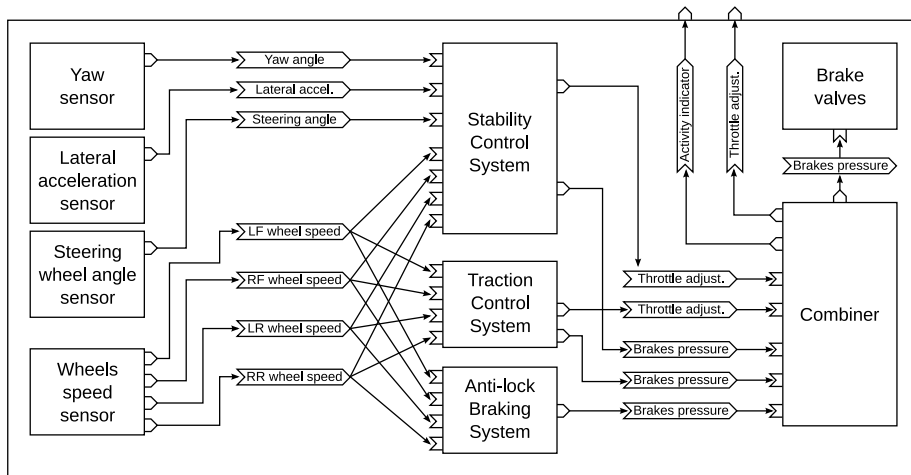 Yaw
sensor
Lateral
acceleration
sensor
Steering
wheel angle
sensor
Wheels
speed
sensor
Yaw angle
Lateral accel.
Steering angle
LF wheel speed
RF wheel speed
LR wheel speed
RR wheel speed
Stability
Control
System
Traction
Control
System
Anti-lock
Braking
System
Activity indicator
Throttle adjust.
Throttle adjust.
Throttle adjust.
Brakes pressure
Brakes pressure
Brakes pressure
Brake
valves
Brakes pressure
Combiner